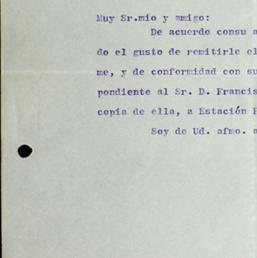 Muy Sr.mio y amigo:
De acuerdo consu a
do el gusto de remitirle el
me, y de conformidad con su
pondiente al Sr. D. Francis
copia de ella, a Estación
Soy de Ud. afmo. a